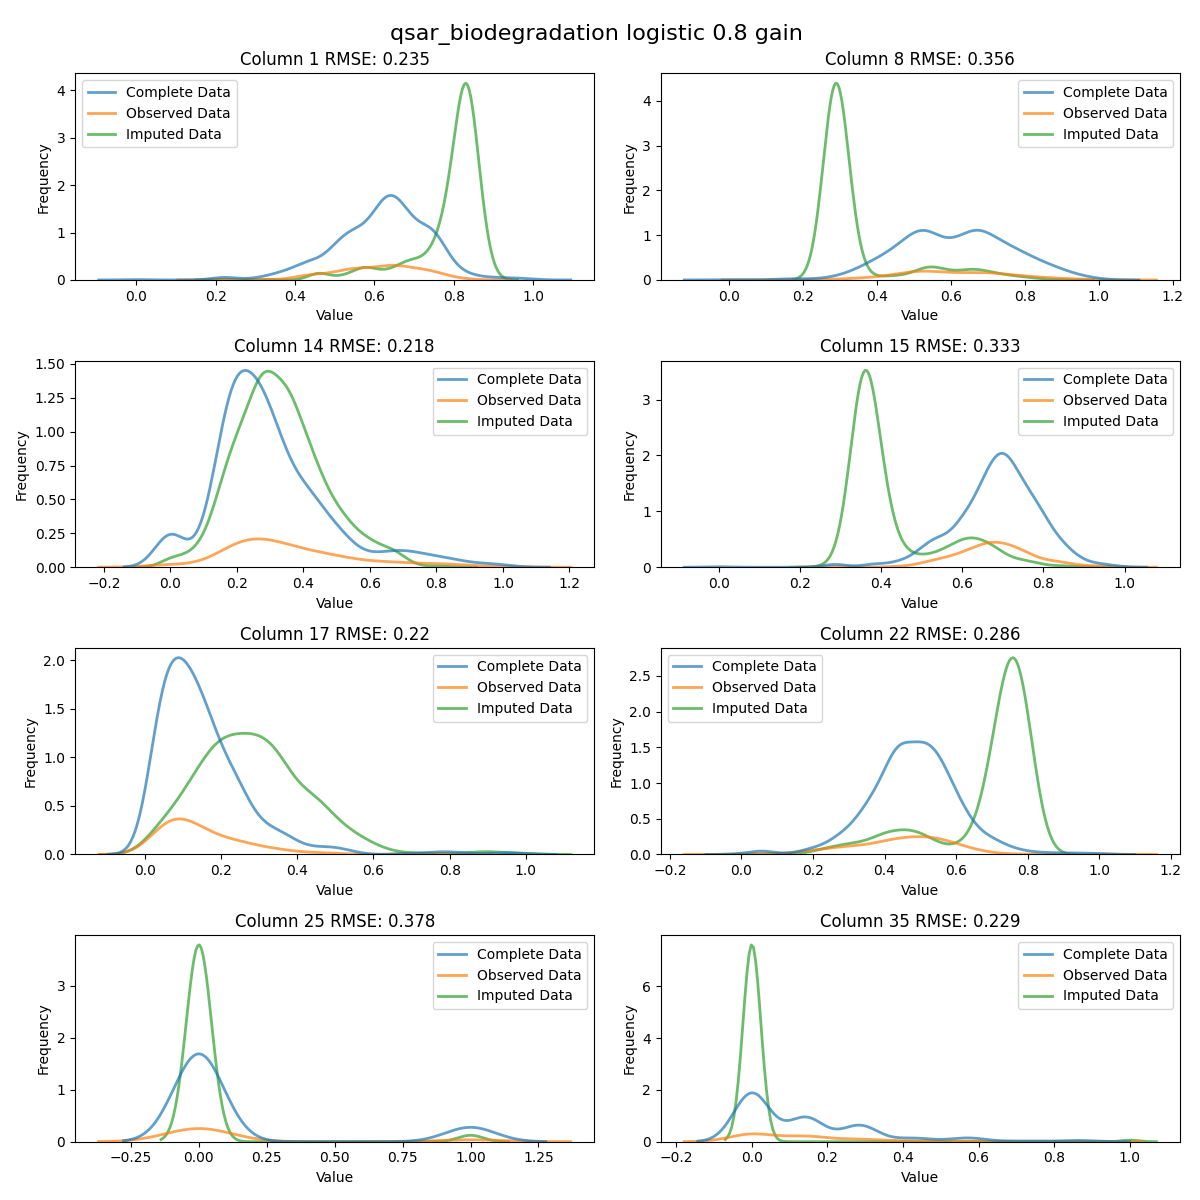 qsar_biodegradation logistic 0.8 gain
Column 1 RMSE: 0.235
Frequency
4
3
2
1
0
Complete Data
Observed Data
Imputed Data
0.0 0.2 0.4 0.6 0.8 1.0
Value
Column 8 RMSE: 0.356
Frequency
4
3
2
1
0
Complete Data
Observed Data
Imputed Data
0.0 0.2 0.4 0.6 0.8 1.0 1.2
Value
Column 14 RMSE: 0.218
Frequency
1.50
1.25
1.00
0.75
0.50
0.25
0.00
Complete Data
Observed Data
Imputed Data
−0.2 0.0 0.2 0.4 0.6 0.8 1.0 1.2
Value
Column 15 RMSE: 0.333
Frequency
3
2
1
0
Complete Data
Observed Data
Imputed Data
0.0 0.2 0.4 0.6 0.8 1.0
Value
Column 17 RMSE: 0.22
Frequency
2.0
1.5
1.0
0.5
0.0
Complete Data
Observed Data
Imputed Data
0.0 0.2 0.4 0.6 0.8 1.0
Value
Column 22 RMSE: 0.286
Frequency
2.5
2.0
1.5
1.0
0.5
0.0
Complete Data
Observed Data
Imputed Data
−0.2 0.0 0.2 0.4 0.6 0.8 1.0 1.2
Value
Column 25 RMSE: 0.378
Frequency
3
2
1
0
Complete Data
Observed Data
Imputed Data
−0.25 0.00 0.25 0.50 0.75 1.00 1.25
Value
Column 35 RMSE: 0.229
Frequency
6
4
2
0
Complete Data
Observed Data
Imputed Data
−0.2 0.0 0.2 0.4 0.6 0.8 1.0
Value